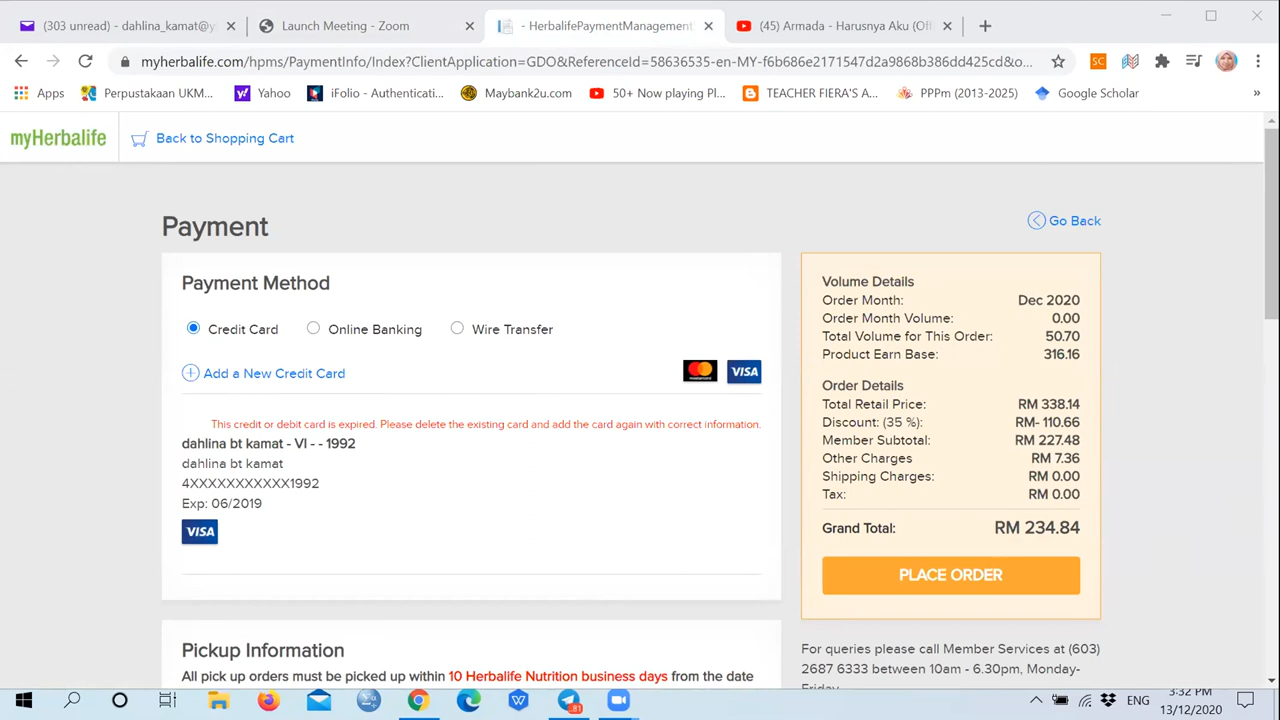 (303 unread) - dahlina_kamat@y
Launch Meeting - Zoom
- HerbalifePaymentManagement
(45) Armada - Harusnya Aku (Off
myherbalife.com/hpms/PaymentInfo/Index?ClientApplication=GDO&ReferenceId=58636535-en-MY-f6b686e2171547d2a9868b386dd425cd&o...
SC
Apps
Perpustakaan UKM...
Yahoo
iFolio - Authenticati...
Maybank2u.com
50+ Now playing Pl...
TEACHER FIERA'S A...
PPPm (2013-2025)
Google Scholar
»
myHerbalife
Back to Shopping Cart
Payment
Go Back
Payment Method
Credit Card
Online Banking
Wire Transfer
Add a New Credit Card
mastercard
VISA
This credit or debit card is expired. Please delete the existing card and add the card again with correct information.
dahlina bt kamat - VI - - 1992
dahlina bt kamat
4XXXXXXXXXXX1992
Exp: 06/2019
VISA
Pickup Information
All pick up orders must be picked up within 10 Herbalife Nutrition business days from the date
Volume Details
Order Month: Dec 2020
Order Month Volume: 0.00
Total Volume for This Order: 50.70
Product Earn Base: 316.16
Order Details
Total Retail Price: RM 338.14
Discount: (35 %): RM- 110.66
Member Subtotal: RM 227.48
Other Charges RM 7.36
Shipping Charges: RM 0.00
Tax: RM 0.00
Grand Total: RM 234.84
PLACE ORDER
For queries please call Member Services at (603)
2687 6333 between 10am - 6.30pm, Monday-
Friday
81
ENG
3:32 PM
13/12/2020